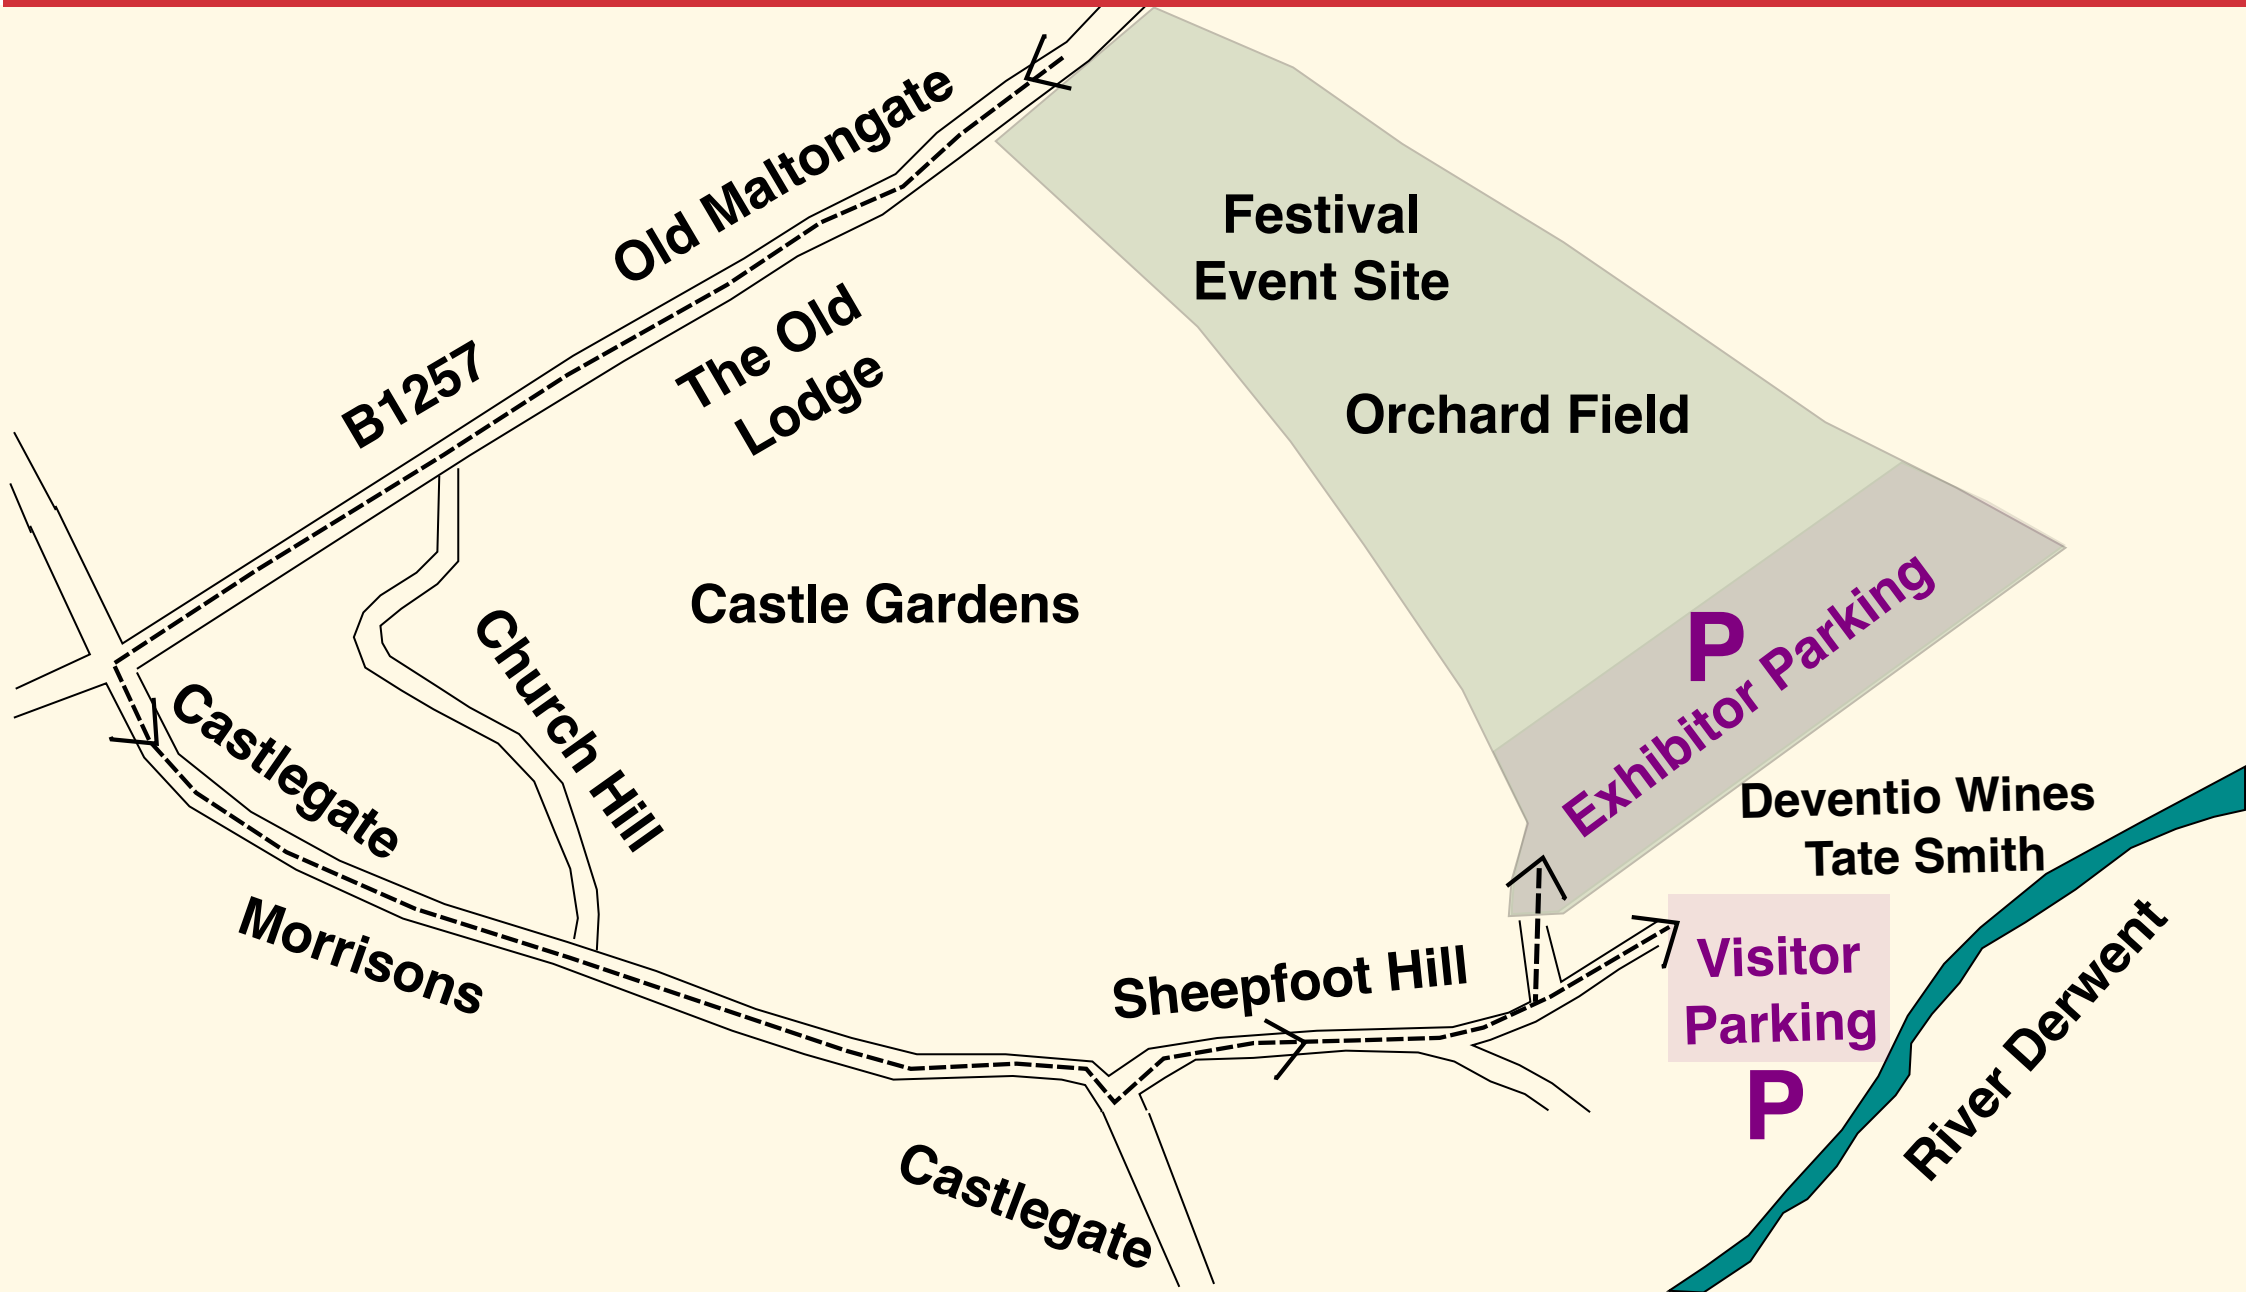 Old Maltongate
Festival
Event Site
B1257
The Old
Lodge
Orchard Field
Castle Gardens
P
Exhibitor Parking
Church Hill
Castlegate
Deventio Wines
Tate Smith
Morrisons
Sheepfoot Hill
Visitor
Parking
P
River Derwent
Castlegate